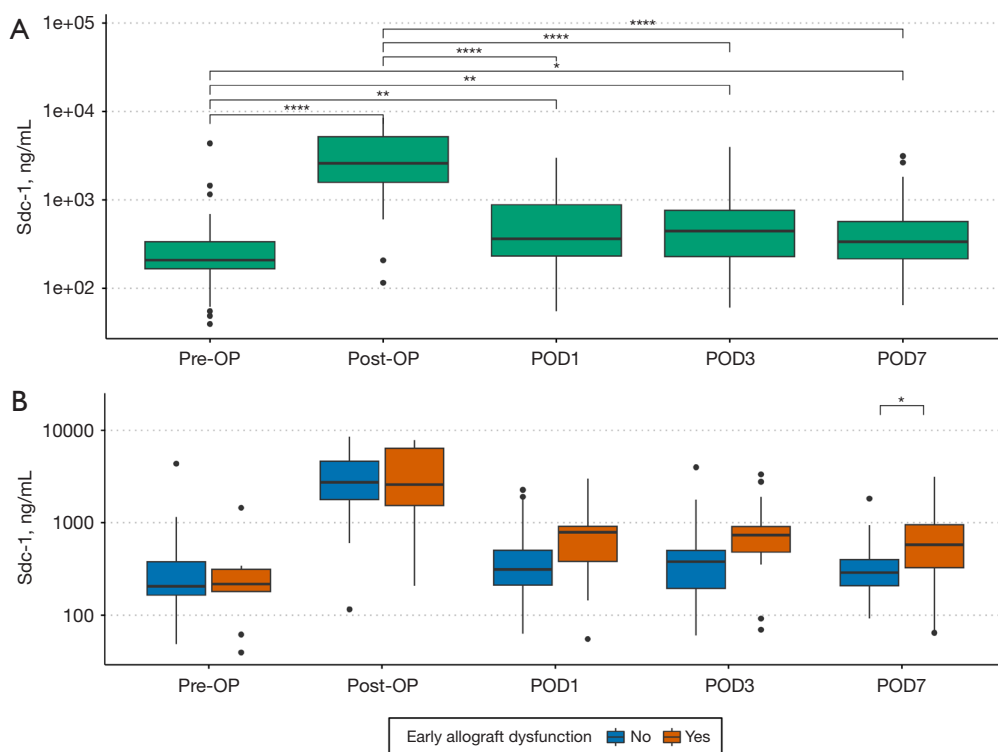 A
Sdc-1, ng/mL
1e+05
1e+04
1e+03
1e+02
****
****
****
*
**
**
****
Pre-OP Post-OP POD1 POD3 POD7
B
Sdc-1, ng/mL
10000
1000
100
*
Pre-OP Post-OP POD1 POD3 POD7
Early allograft dysfunction No Yes